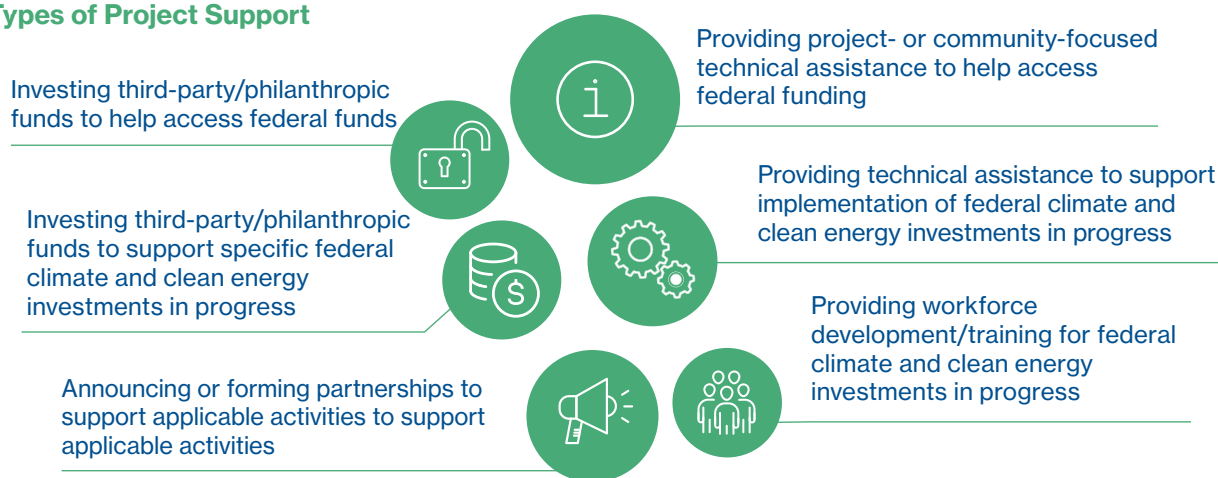 Types of Project Support
Investing third-party/philanthropic
funds to help access federal funds
Investing third-party/philanthropic
funds to support specific federal
climate and clean energy
investments in progress
Announcing or forming partnerships to
support applicable activities to support
applicable activities
i
Providing project- or community-focused
technical assistance to help access
federal funding
Providing technical assistance to support
implementation of federal climate and
clean energy investments in progress
$
Providing workforce
development/training for federal
climate and clean energy
investments in progress